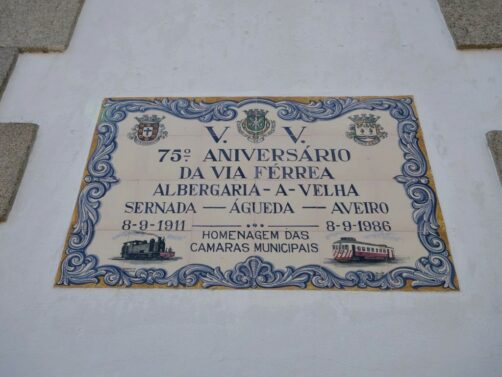 V. V.
75º ANIVERSÁRIO
DA VIA FÉRREA
ALBERGARIA-A-VELHA
SERNADA — ÁGUEDA — AVEIRO
8-9-1911 8-9-1986
HOMENAGEM DAS
CAMARAS MUNICIPAIS